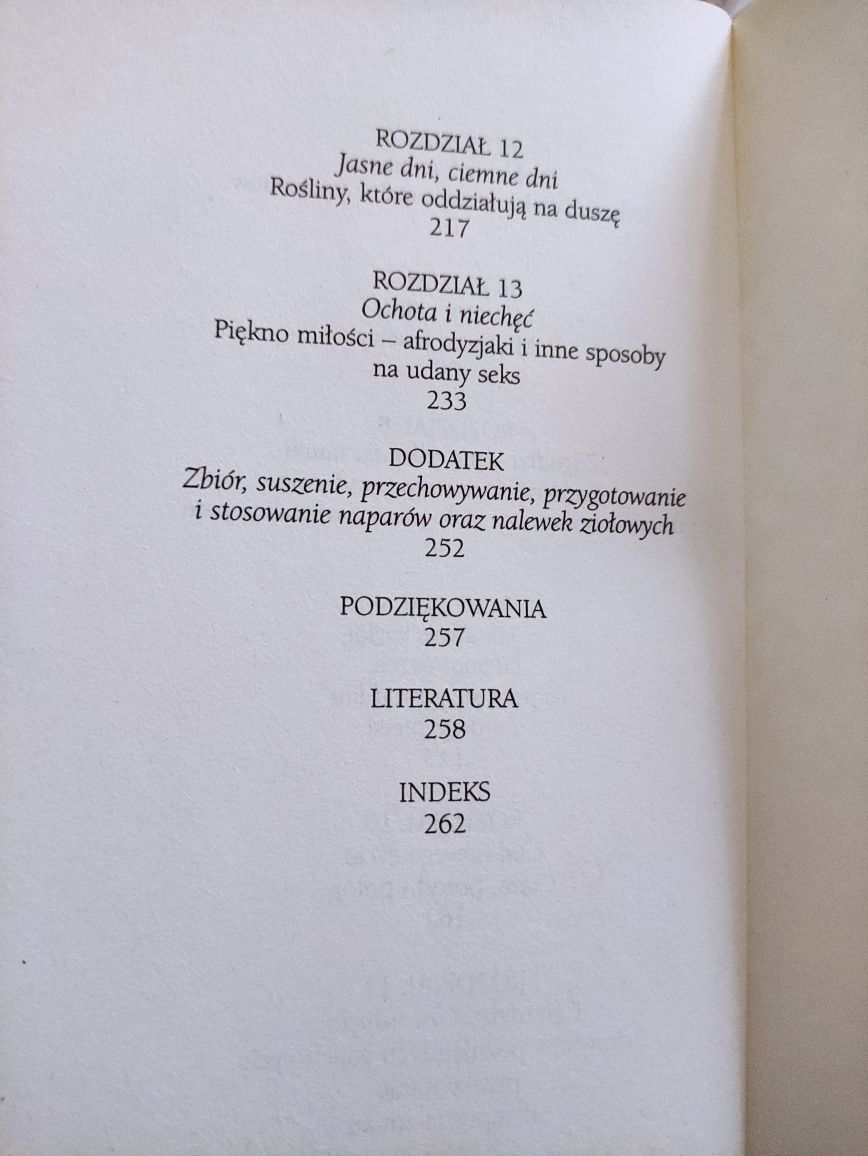 ROZDZIAŁ 12
Jasne dni, ciemne dni
Rośliny, które oddziałują na duszę
217
ROZDZIAŁ 13
Ochota i niechęć
Piękno miłości – afrodyzjaki i inne sposoby
na udany seks
233
DODATEK
Zbiór, suszenie, przechowywanie, przygotowanie
i stosowanie naparów oraz nalewek ziołowych
252
PODZIĘKOWANIA
257
LITERATURA
258
INDEKS
262